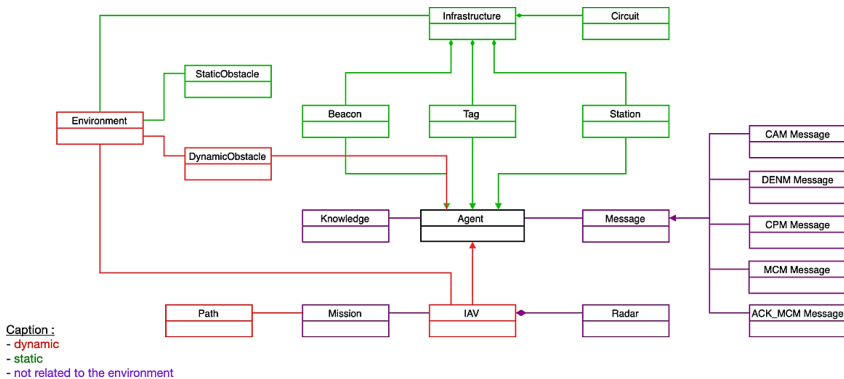 Infrastructure
Circuit
StaticObstacle
Environment
Beacon
Tag
Station
CAM Message
DynamicObstacle
DENM Message
Knowledge
Agent
Message
CPM Message
MCM Message
Path
Mission
IAV
Radar
ACK_MCM Message
Caption :
- dynamic
- static
- not related to the environment